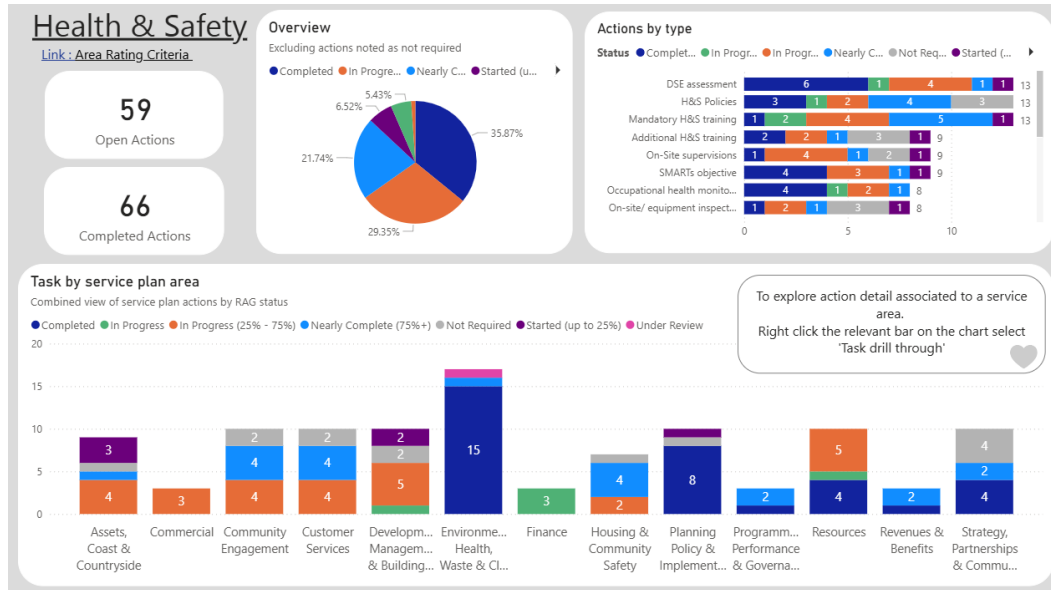 Health & Safety
Link : Area Rating Criteria
59
Open Actions
66
Completed Actions
Overview
Excluding actions noted as not required
Completed In Progre... Nearly C... Started (u...
5.43%
6.52%
35.87%
21.74%
29.35%
Actions by type
Status Complet... In Progr... In Progr... Nearly C... Not Req... Started (...
DSE assessment 6 1 4 1 1 13
H&S Policies 3 1 2 4 3 13
Mandatory H&S training 1 2 4 5 1 13
Additional H&S training 2 2 1 3 1 9
On-Site supervisions 1 4 1 2 1 9
SMARTs objective 4 3 1 1 9
Occupational health monito... 4 1 2 1 8
On-site/ equipment inspect... 1 2 1 3 1 8
0 5 10
Task by service plan area
Combined view of service plan actions by RAG status
Completed In Progress In Progress (25% - 75%) Nearly Complete (75%+) Not Required Started (up to 25%) Under Review
To explore action detail associated to a service
area.
Right click the relevant bar on the chart select
'Task drill through'
20
15
10
5
0
3
4
3
2
4
4
2
4
4
2
2
5
15
3
4
2
8
2
5
4
2
4
2
4
Assets,
Coast &
Countryside
Commercial
Community
Engagement
Customer
Services
Developm...
Managem...
& Building...
Environme...
Health,
Waste & Cl...
Finance
Housing &
Community
Safety
Planning
Policy &
Implement...
Programm...
Performance
& Governa...
Resources
Revenues &
Benefits
Strategy,
Partnerships
& Commu...